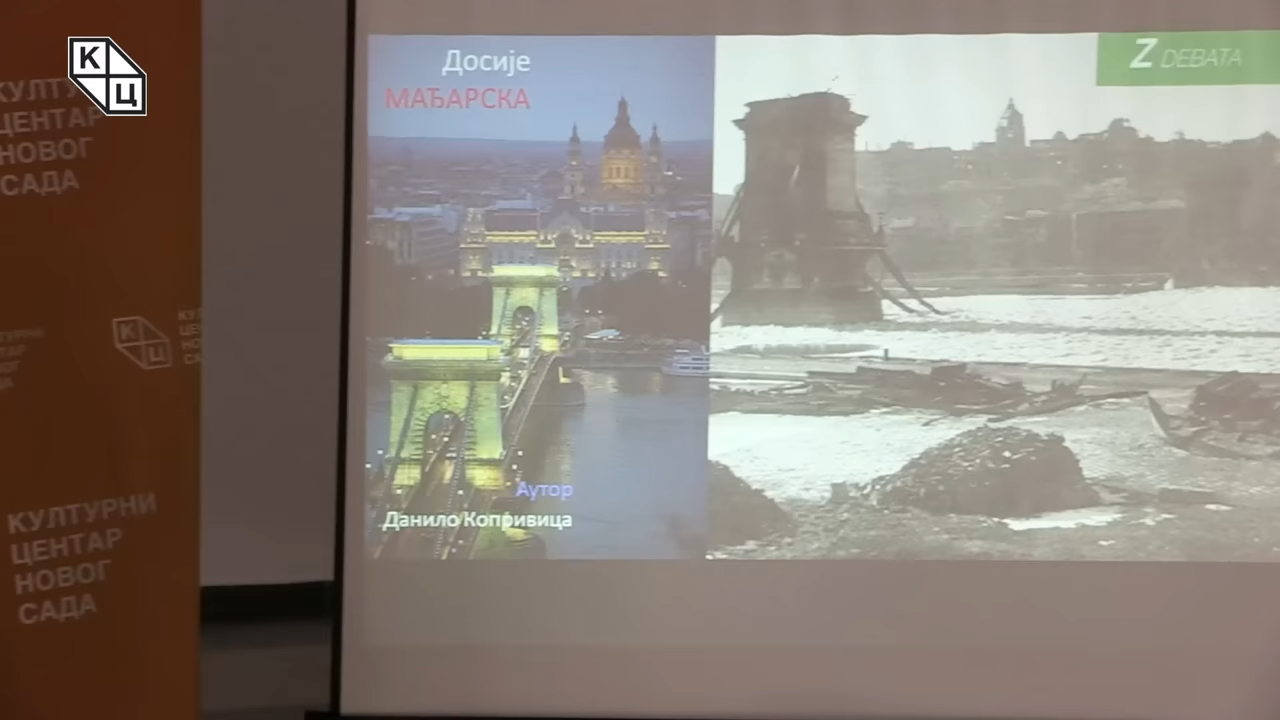 К
Ц
КУЛТУ
ЦЕНТАР
НОВОГ
САДА
К
Ц
КУЛТУРНИ
ЦЕНТАР
НОВОГ
САДА
Досије
МАЂАРСКА
Аутор
Данило Копривица
Z DEBATA